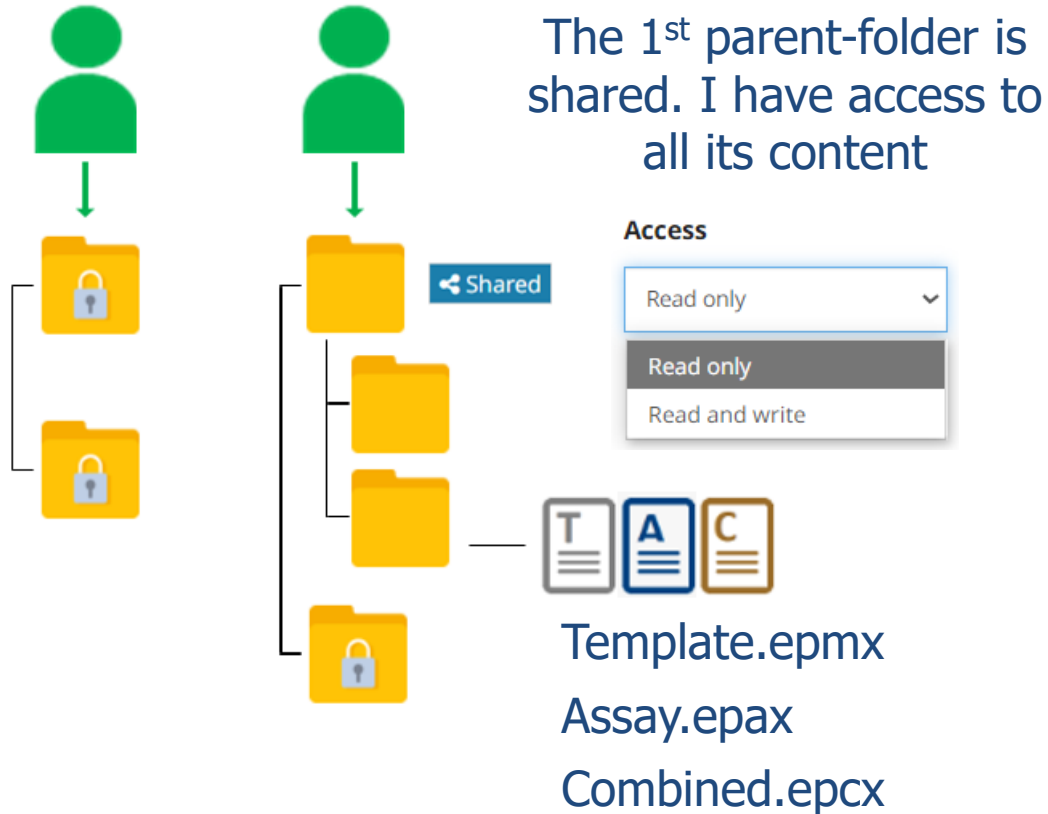 The 1st parent-folder is
shared. I have access to
all its content
Access
Shared
Read only
Read only
Read and write
T A C
Template.epmx
Assay.epax
Combined.epcx